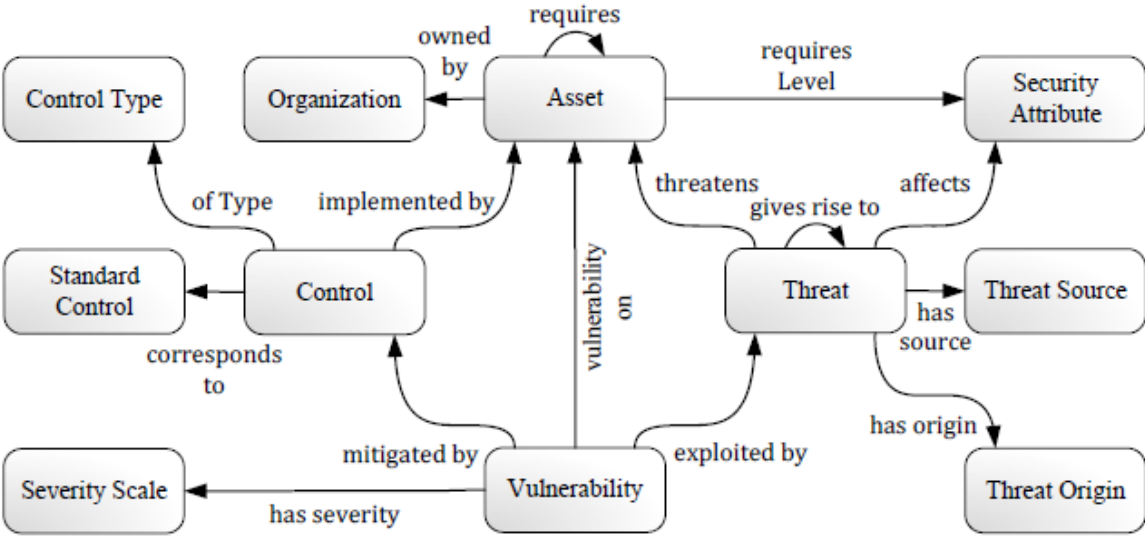 requires
owned
by
requires
Level
Control Type
Organization
Asset
Security
Attribute
of Type
implemented by
threatens
affects
gives rise to
Standard
Control
Control
vulnerability
on
Threat
Threat Source
has
source
corresponds
to
mitigated by
exploited by
has origin
Severity Scale
has severity
Vulnerability
Threat Origin